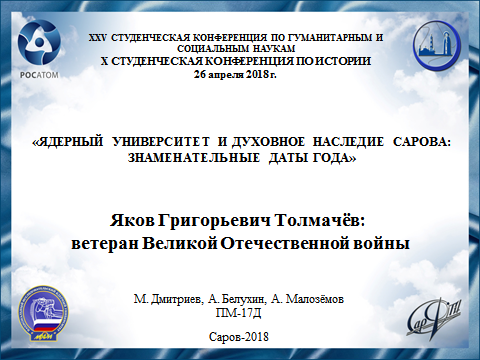 XXV СТУДЕНЧЕСКАЯ КОНФЕРЕНЦИЯ ПО ГУМАНИТАРНЫМ И
СОЦИАЛЬНЫМ НАУКАМ
X СТУДЕНЧЕСКАЯ КОНФЕРЕНЦИЯ ПО ИСТОРИИ
26 апреля 2018 г.
РОСАТОМ
«ЯДЕРНЫЙ УНИВЕРСИТЕТ И ДУХОВНОЕ НАСЛЕДИЕ САРОВА:
ЗНАМЕНАТЕЛЬНЫЕ ДАТЫ ГОДА»
Яков Григорьевич Толмачёв:
ветеран Великой Отечественной войны
М. Дмитриев, А. Белухин, А. Малозёмов
ПМ-17Д
Саров-2018